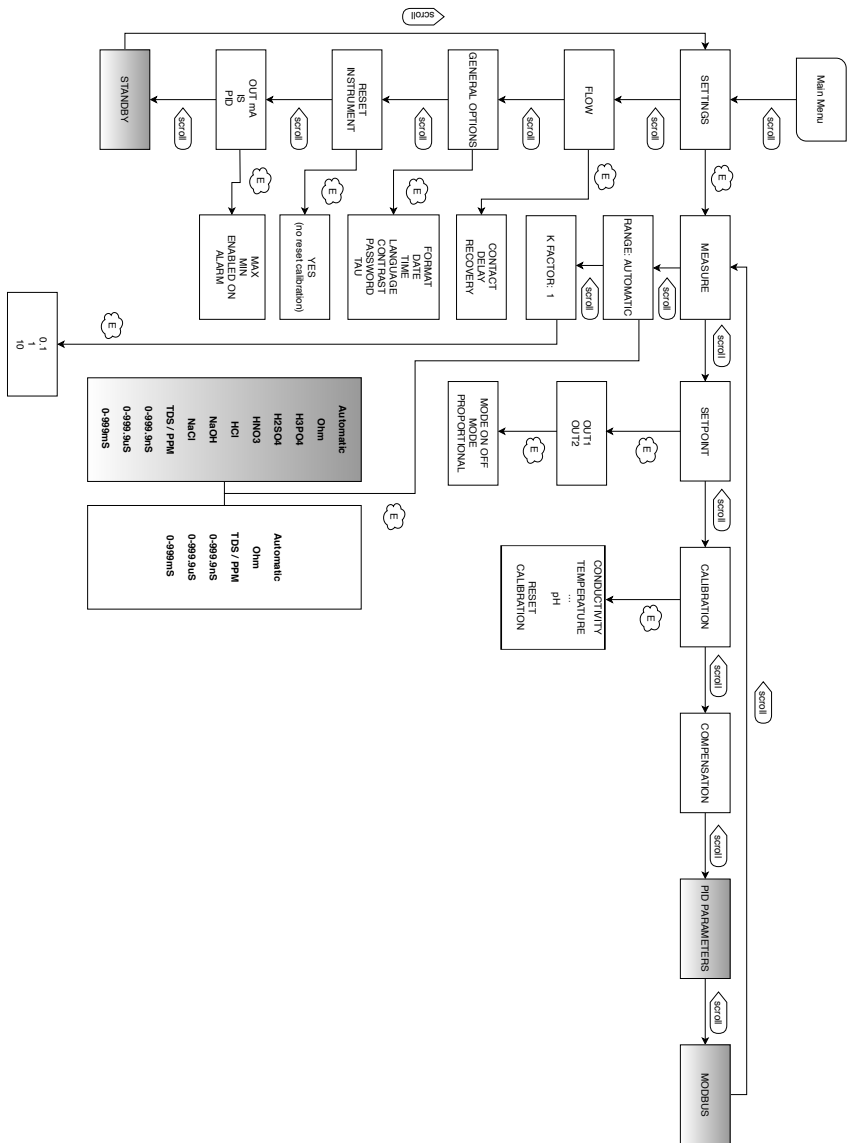 Main Menu
scroll
scroll
SETTINGS
E
MEASURE
scroll
SETPOINT
scroll
CALIBRATION
scroll
COMPENSATION
scroll
PID PARAMETERS
scroll
MODBUS
scroll
scroll
E
E
FLOW
E
RANGE: AUTOMATIC
OUT1
OUT2
CONDUCTIVITY
TEMPERATURE
...
pH
RESET
CALIBRATION
scroll
scroll
E
GENERAL OPTIONS
E
CONTACT
DELAY
RECOVERY
K FACTOR: 1
MODE ON OFF
MODE
PROPORTIONAL
scroll
RESET
INSTRUMENT
E
FORMAT
DATE
TIME
LANGUAGE
CONTRAST
PASSWORD
TAU
E
scroll
OUT mA
IS
PID
E
YES
(no reset calibration)
Automatic
Ohm
H3PO4
H2SO4
HNO3
HCl
NaOH
NaCl
TDS / PPM
0-999.9nS
0-999.9uS
0-999mS
Automatic
Ohm
TDS / PPM
0-999.9nS
0-999.9uS
0-999mS
scroll
STANDBY
MAX
MIN
ENABLED ON
ALARM
E
0,1
1
10
scroll